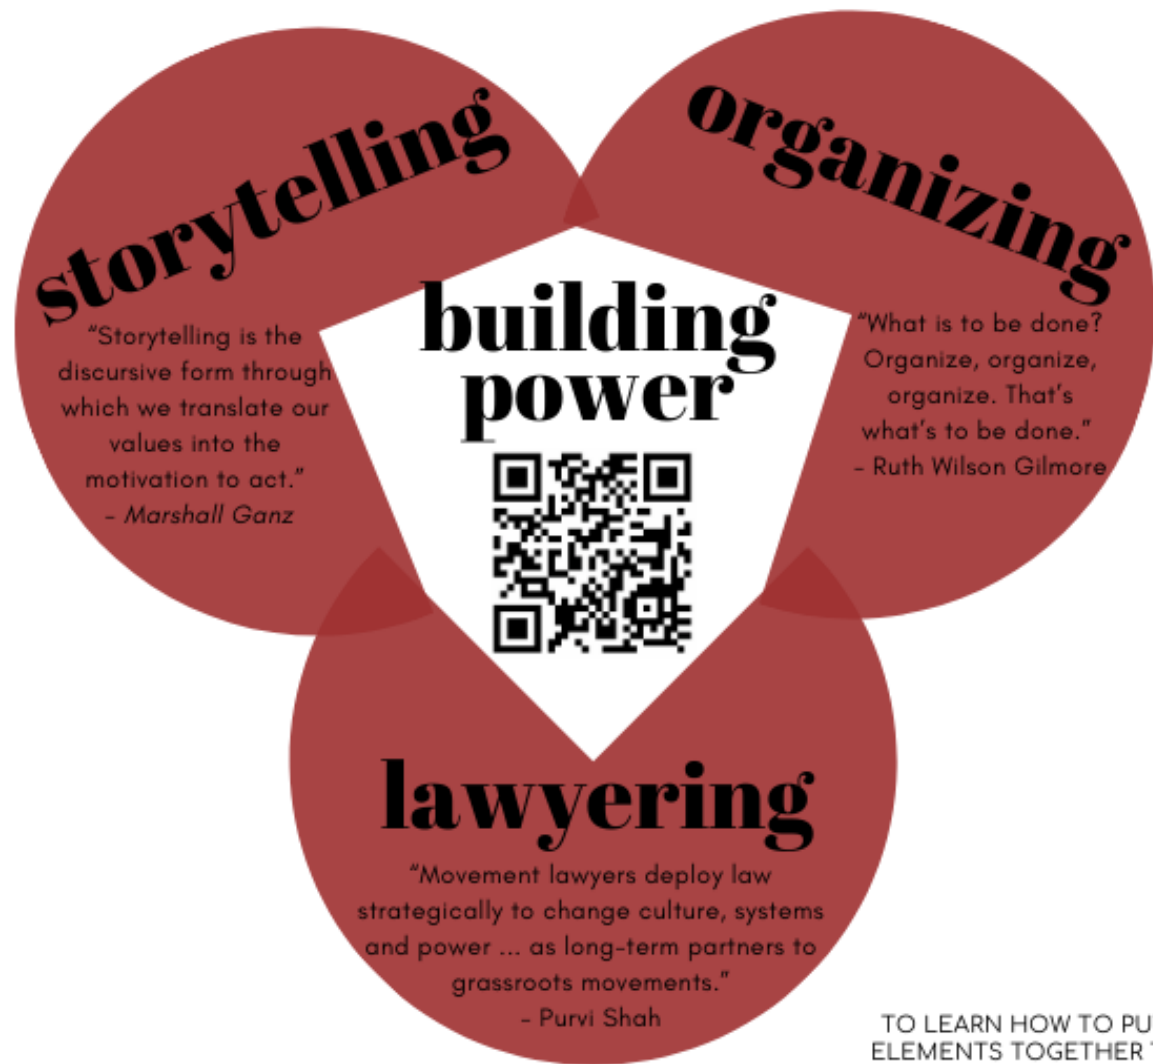 storytelling
"Storytelling is the
discursive form through
which we translate our
values into the
motivation to act."
- Marshall Ganz
organizing
"What is to be done?
Organize, organize,
organize. That's
what's to be done."
- Ruth Wilson Gilmore
building
power
lawyering
"Movement lawyers deploy law
strategically to change culture, systems
and power ... as long-term partners to
grassroots movements."
- Purvi Shah
TO LEARN HOW TO PU
ELEMENTS TOGETHER